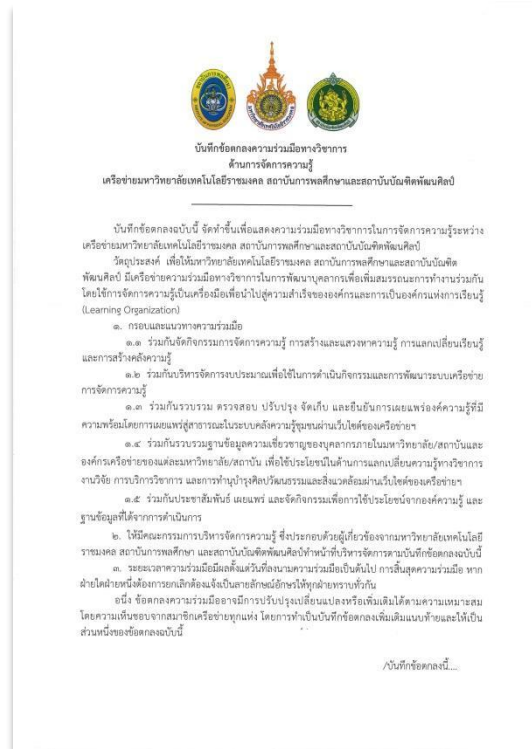 บันทึกข้อตกลงความร่วมมือทางวิชาการ
ด้านการจัดการความรู้
เครือข่ายมหาวิทยาลัยเทคโนโลยีราชมงคล สถาบันการพลศึกษาและสถาบันบัณฑิตพัฒนศิลป์
บันทึกข้อตกลงฉบับนี้ จัดทำขึ้นเพื่อแสดงความร่วมมือทางวิชาการในการจัดการความรู้ระหว่าง
เครือข่ายมหาวิทยาลัยเทคโนโลยีราชมงคล สถาบันการพลศึกษาและสถาบันบัณฑิตพัฒนศิลป์
วัตถุประสงค์ เพื่อให้มหาวิทยาลัยเทคโนโลยีราชมงคล สถาบันการพลศึกษาและสถาบันบัณฑิต
พัฒนศิลป์ มีเครือข่ายความร่วมมือทางวิชาการในการพัฒนาบุคลากรเพื่อเพิ่มสมรรถนะการทำงานร่วมกัน
โดยใช้การจัดการความรู้เป็นเครื่องมือเพื่อนำไปสู่ความสำเร็จขององค์กรและการเป็นองค์กรแห่งการเรียนรู้
(Learning Organization)
๑. กรอบและแนวทางความร่วมมือ
๑.๑ ร่วมกันจัดกิจกรรมการจัดการความรู้ การสร้างและแสวงหาความรู้ การแลกเปลี่ยนเรียนรู้
และการสร้างคลังความรู้
๑.๒ ร่วมกันบริหารจัดการงบประมาณเพื่อใช้ในการดำเนินกิจกรรมและการพัฒนาระบบเครือข่าย
การจัดการความรู้
๑.๓ ร่วมกันรวบรวม ตรวจสอบ ปรับปรุง จัดเก็บ และยืนยันการเผยแพร่องค์ความรู้ที่มี
ความพร้อมโดยการเผยแพร่สู่สาธารณะในระบบคลังความรู้ชุมชนผ่านเว็บไซต์ของเครือข่ายฯ
๑.๔ ร่วมกันรวบรวมฐานข้อมูลความเชี่ยวชาญของบุคลากรภายในมหาวิทยาลัย/สถาบันและ
องค์กรเครือข่ายของแต่ละมหาวิทยาลัย/สถาบัน เพื่อใช้ประโยชน์ในด้านการแลกเปลี่ยนความรู้ทางวิชาการ
งานวิจัย การบริการวิชาการ และการทำนุบำรุงศิลปวัฒนธรรมและสิ่งแวดล้อมผ่านเว็บไซต์ของเครือข่ายฯ
๑.๕ ร่วมกันประชาสัมพันธ์ เผยแพร่ และจัดกิจกรรมเพื่อการใช้ประโยชน์จากองค์ความรู้ และ
ฐานข้อมูลที่ได้จากการดำเนินการ
๒. ให้มีคณะกรรมการบริหารจัดการความรู้ ซึ่งประกอบด้วยผู้เกี่ยวข้องจากมหาวิทยาลัยเทคโนโลยี
ราชมงคล สถาบันการพลศึกษา และสถาบันบัณฑิตพัฒนศิลป์ทำหน้าที่บริหารจัดการตามบันทึกข้อตกลงฉบับนี้
๓. ระยะเวลาความร่วมมือมีผลตั้งแต่วันที่ลงนามความร่วมมือเป็นต้นไป การสิ้นสุดความร่วมมือ หาก
ฝ่ายใดฝ่ายหนึ่งต้องการยกเลิกต้องแจ้งเป็นลายลักษณ์อักษรให้ทุกฝ่ายทราบทั่วกัน
อนึ่ง ข้อตกลงความร่วมมืออาจมีการปรับปรุงเปลี่ยนแปลงหรือเพิ่มเติมได้ตามความเหมาะสม
โดยความเห็นชอบจากสมาชิกเครือข่ายทุกแห่ง โดยการทำเป็นบันทึกข้อตกลงเพิ่มเติมแนบท้ายและให้เป็น
ส่วนหนึ่งของข้อตกลงฉบับนี้
/บันทึกข้อตกลงนี้....